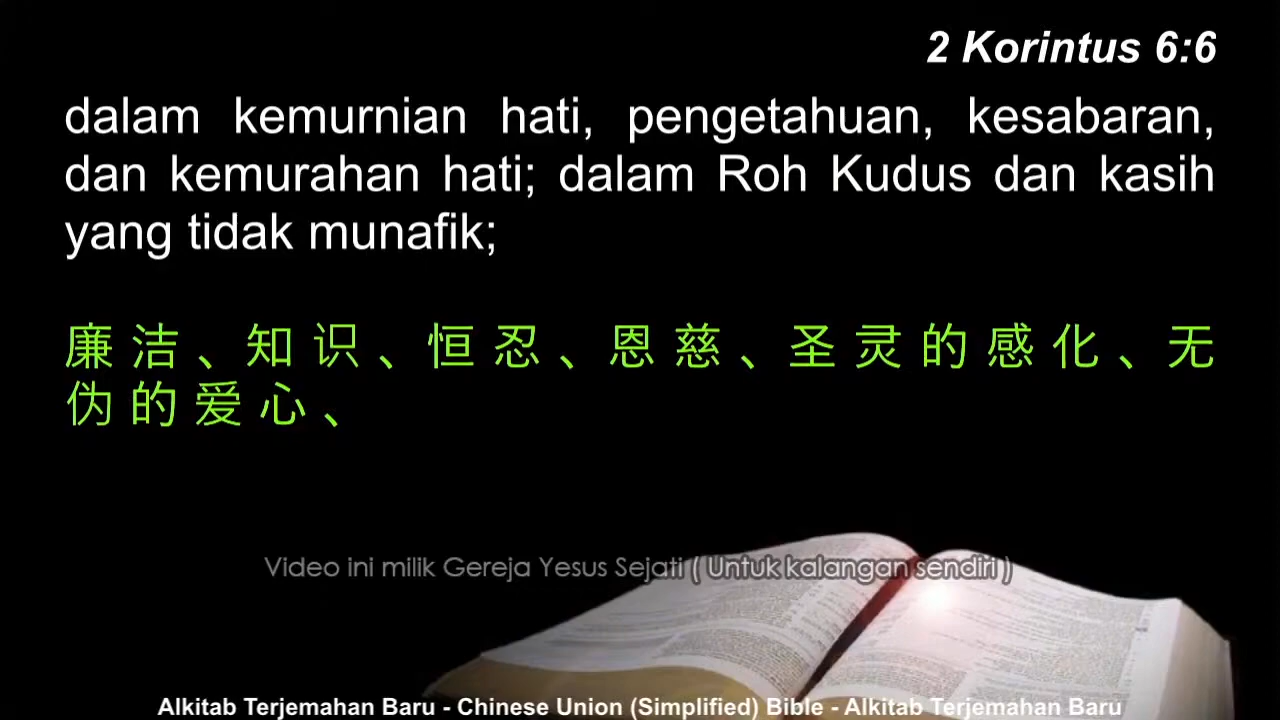 2 Korintus 6:6
dalam kemurnian hati, pengetahuan, kesabaran,
dan kemurahan hati; dalam Roh Kudus dan kasih
yang tidak munafik;
廉洁、知识、恒忍、恩慈、圣灵的感化、无
伪的爱心、
Video ini milik Gereja Yesus Sejati ( Untuk kalangan sendiri )
Alkitab Terjemahan Baru - Chinese Union (Simplified) Bible - Alkitab Terjemahan Baru